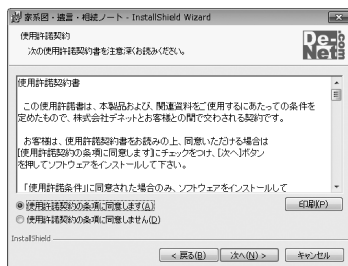 家系図・遺言・相続ノート - InstallShield Wizard
使用許諾契約
次の使用許諾契約書を注意深くお読みください。
De-Net.com
使用許諾契約書
この使用許諾書は、本製品および、関連資料をご使用するにあたっての条件を
定めたもので、株式会社デネットとお客様との間で交わされる契約です。
お客様は、使用許諾契約書をお読みの上、同意いただける場合は
[使用許諾契約の条項に同意します]にチェックをつけ、[次へ]ボタン
を押してソフトウェアをインストールしてください。
「使用許諾条件」に同意された場合のみ、ソフトウェアをインストールして
使用許諾契約の条項に同意します(A)
印刷(P)
使用許諾契約の条項に同意しません(D)
InstallShield
< 戻る(B)
次へ(N) >
キャンセル